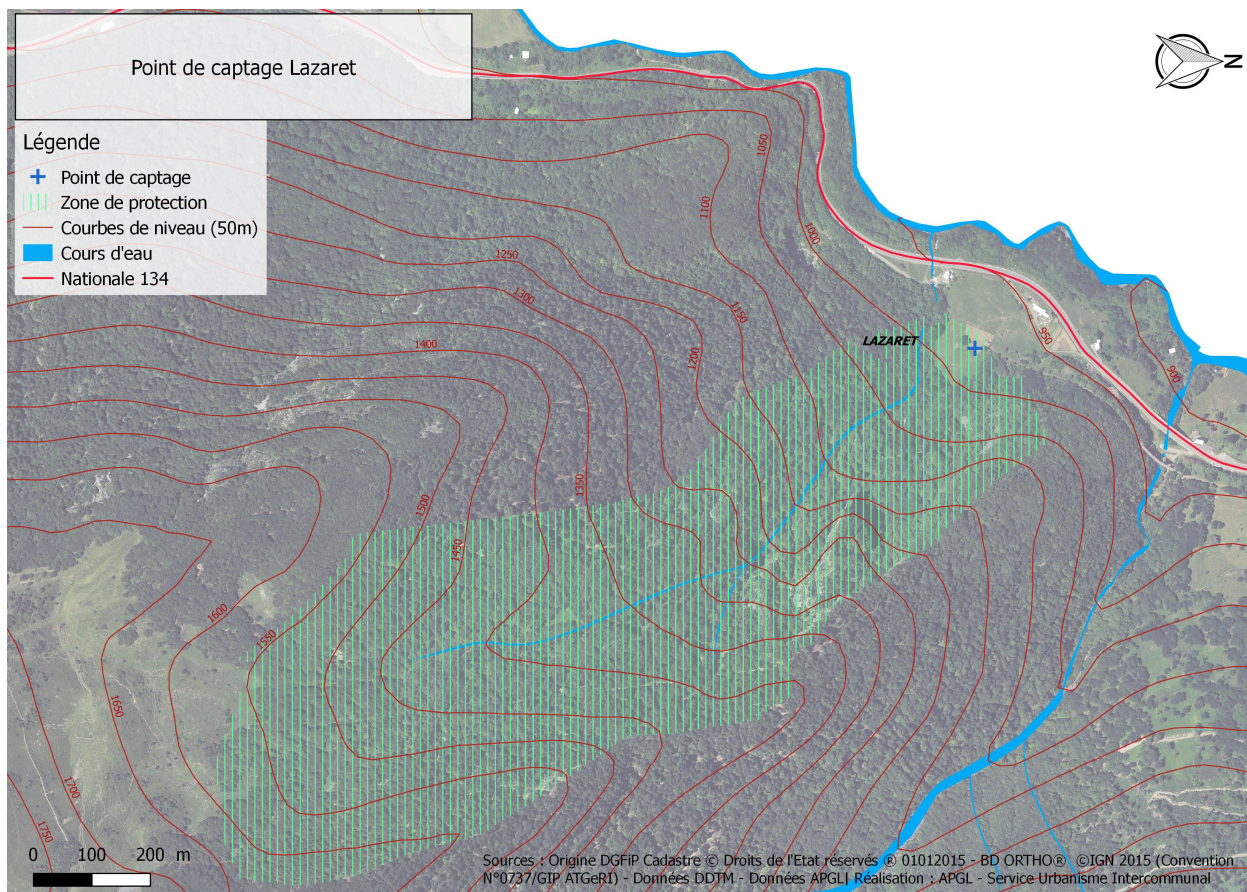 Point de captage Lazaret
N
Légende
Point de captage
Zone de protection
Courbes de niveau (50m)
Cours d'eau
Nationale 134
1050
1100
1000
1250
1300
1150
950
1400
1200
LAZARET
900
1350
1500
1450
1600
1550
1650
1700
1750
0 100 200 m
Sources : Origine DGFiP Cadastre © Droits de l'Etat réservés ® 01012015 - BD ORTHO® ©IGN 2015 (Convention
N°0737/GIP ATGeRI) - Données DDTM - Données APGL| Réalisation : APGL - Service Urbanisme Intercommunal